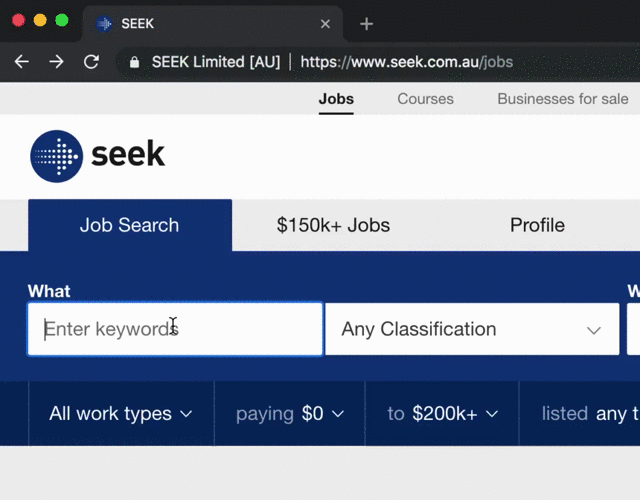 SEEK
SEEK Limited [AU] | https://www.seek.com.au/jobs
Jobs Courses Businesses for sale
seek
Job Search $150k+ Jobs Profile
What W
Enter keywords Any Classification
All work types paying $0 to $200k+ listed any t